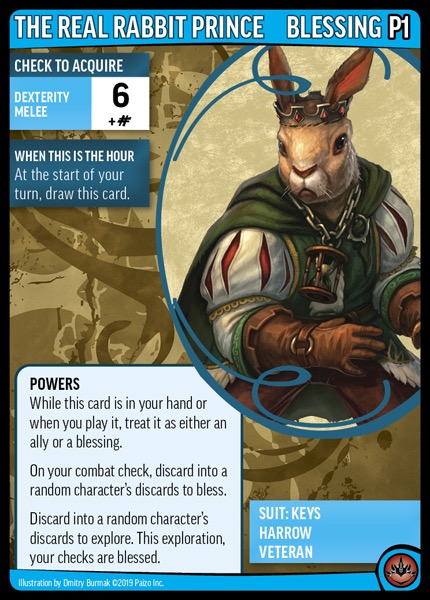 THE REAL RABBIT PRINCE BLESSING P1
CHECK TO ACQUIRE
DEXTERITY
MELEE
6
+#
WHEN THIS IS THE HOUR
At the start of your
turn, draw this card.
POWERS
While this card is in your hand or
when you play it, treat it as either an
ally or a blessing.
On your combat check, discard into a
random character's discards to bless.
Discard into a random character's
discards to explore. This exploration,
your checks are blessed.
SUIT: KEYS
HARROW
VETERAN
Illustration by Dmitry Burmak ©2019 Paizo Inc.